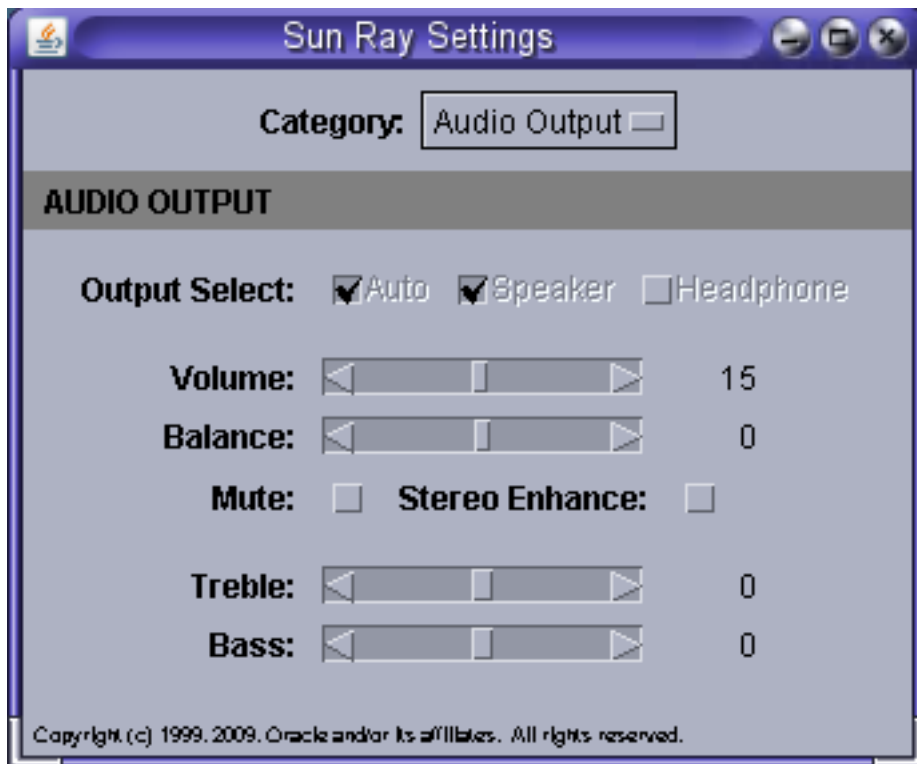 Sun Ray Settings
Category: Audio Output
AUDIO OUTPUT
Output Select: Auto Speaker Headphone
Volume: 15
Balance: 0
Mute: Stereo Enhance:
Treble: 0
Bass: 0
Copyright (c) 1999, 2009, Oracle and/or its affiliates. All rights reserved.